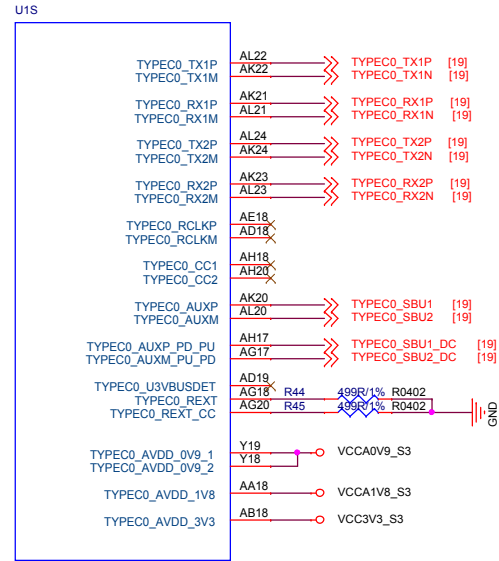 U1S
TYPEC0_TX1P AL22 TYPEC0_TX1P [19]
TYPEC0_TX1M AK22 TYPEC0_TX1N [19]
TYPEC0_RX1P AK21 TYPEC0_RX1P [19]
TYPEC0_RX1M AL21 TYPEC0_RX1N [19]
TYPEC0_TX2P AL24 TYPEC0_TX2P [19]
TYPEC0_TX2M AK24 TYPEC0_TX2N [19]
TYPEC0_RX2P AK23 TYPEC0_RX2P [19]
TYPEC0_RX2M AL23 TYPEC0_RX2N [19]
TYPEC0_RCLKP AE18
TYPEC0_RCLKM AD18
TYPEC0_CC1 AH18
TYPEC0_CC2 AH20
TYPEC0_AUXP AK20 TYPEC0_SBU1 [19]
TYPEC0_AUXM AL20 TYPEC0_SBU2 [19]
TYPEC0_AUXP_PD_PU AH17 TYPEC0_SBU1_DC [19]
TYPEC0_AUXM_PU_PD AG17 TYPEC0_SBU2_DC [19]
TYPEC0_U3VBUSDET AD19
TYPEC0_REXT AG18 R44 499R/1% R0402
TYPEC0_REXT_CC AG20 R45 499R/1% R0402
GND
TYPEC0_AVDD_0V9_1 Y19 VCCA0V9_S3
TYPEC0_AVDD_0V9_2 Y18
TYPEC0_AVDD_1V8 AA18 VCCA1V8_S3
TYPEC0_AVDD_3V3 AB18 VCC3V3_S3